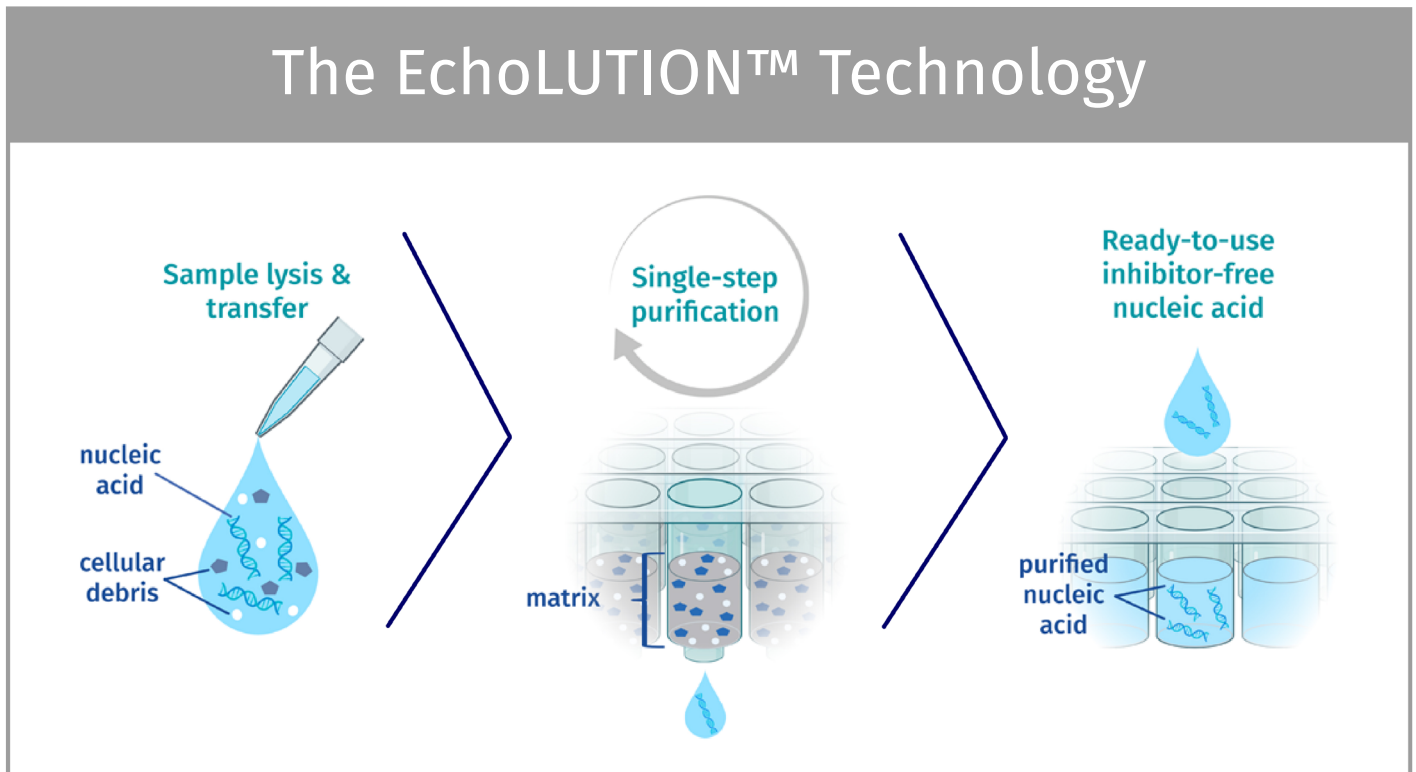 The EchoLUTION™ Technology
Sample lysis &
transfer
nucleic
acid
cellular
debris
Single-step
purification
matrix
Ready-to-use
inhibitor-free
nucleic acid
purified
nucleic
acid